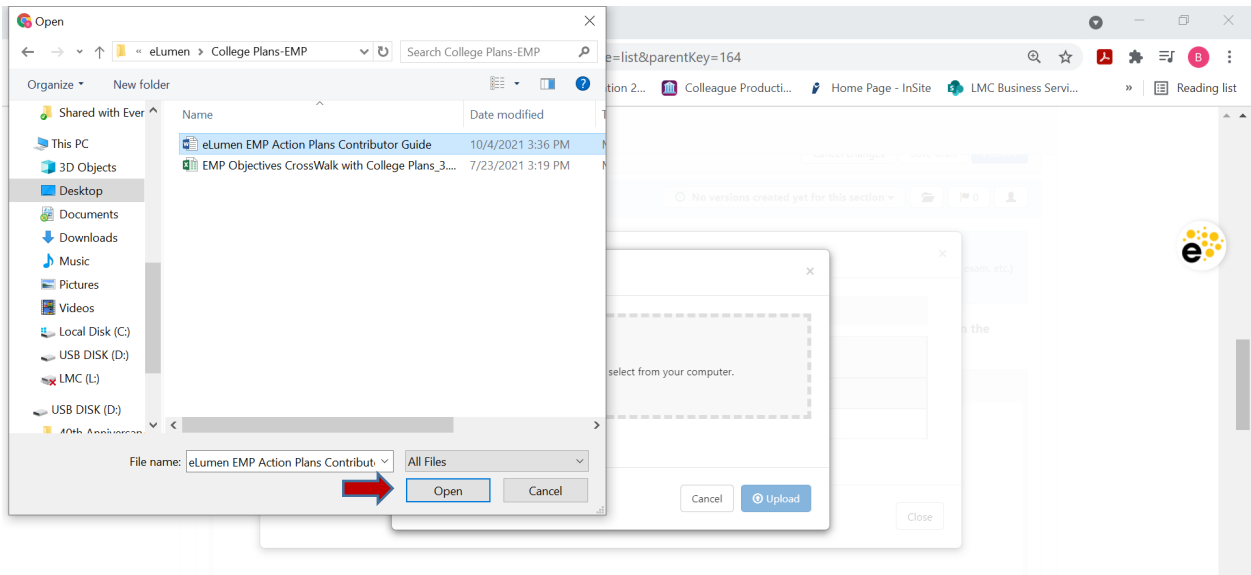 Open
« eLumen > College Plans-EMP
Search College Plans-EMP
e=list&parentKey=164
B
Organize
New folder
?
tion 2...
Colleague Producti...
Home Page - InSite
LMC Business Servi...
»
Reading list
Shared with Ever
Name
Date modified
This PC
eLumen EMP Action Plans Contributor Guide
10/4/2021 3:36 PM
3D Objects
EMP Objectives CrossWalk with College Plans_3....
7/23/2021 3:19 PM
Desktop
No versions created yet for this section
0
Documents
Downloads
e
Music
Pictures
Videos
Local Disk (C:)
n the
USB DISK (D:)
select from your computer.
LMC (L:)
USB DISK (D:)
40th Anniversar
File name:
eLumen EMP Action Plans Contribut
All Files
Open
Cancel
Cancel
Upload
Close